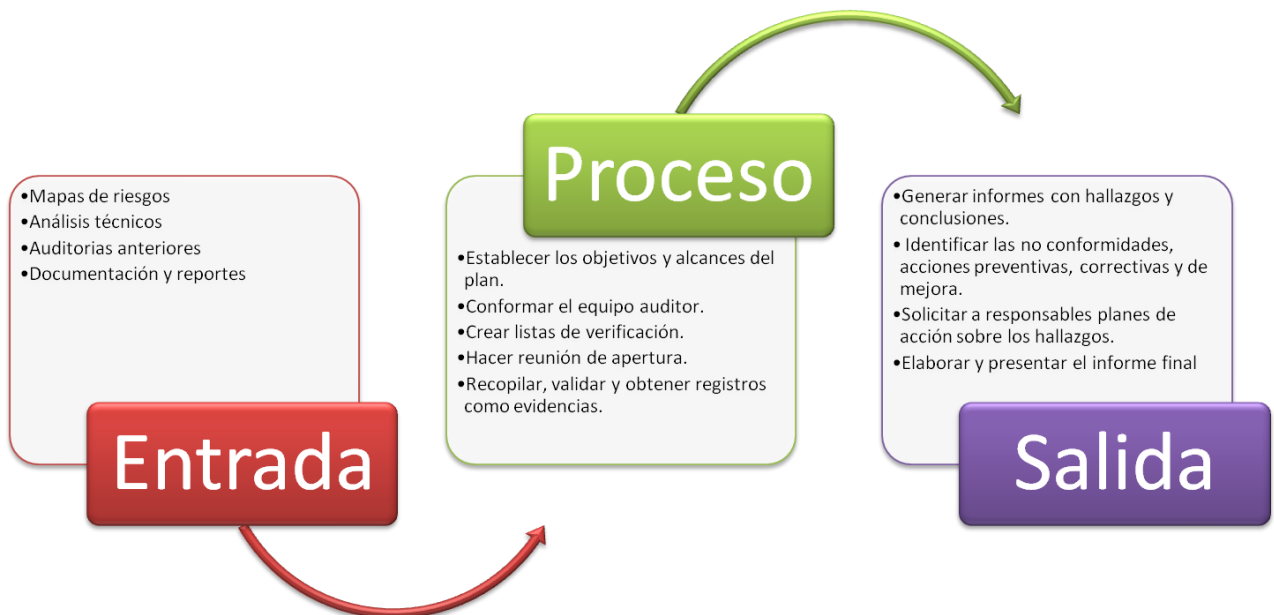 •Mapas de riesgos
•Análisis técnicos
•Auditorias anteriores
•Documentación y reportes
Entrada
Proceso
•Establecer los objetivos y alcances del
plan.
•Conformar el equipo auditor.
•Crear listas de verificación.
•Hacer reunión de apertura.
•Recopilar, validar y obtener registros
como evidencias.
•Generar informes con hallazgos y
conclusiones.
• Identificar las no conformidades,
acciones preventivas, correctivas y de
mejora.
•Solicitar a responsables planes de
acción sobre los hallazgos.
•Elaborar y presentar el informe final
Salida